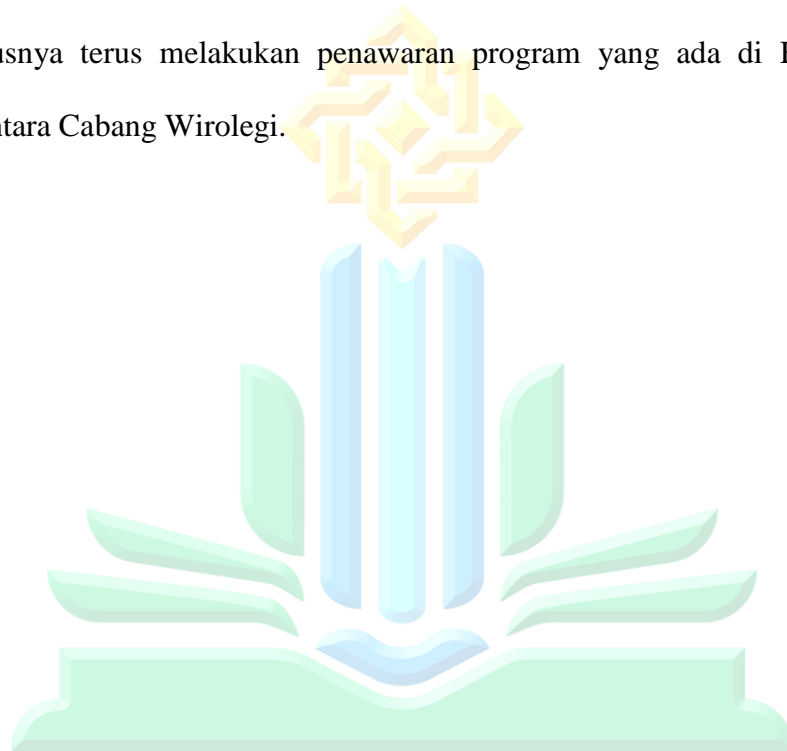 usnya terus melakukan penawaran program yang ada di
ntara Cabang Wirolegi.